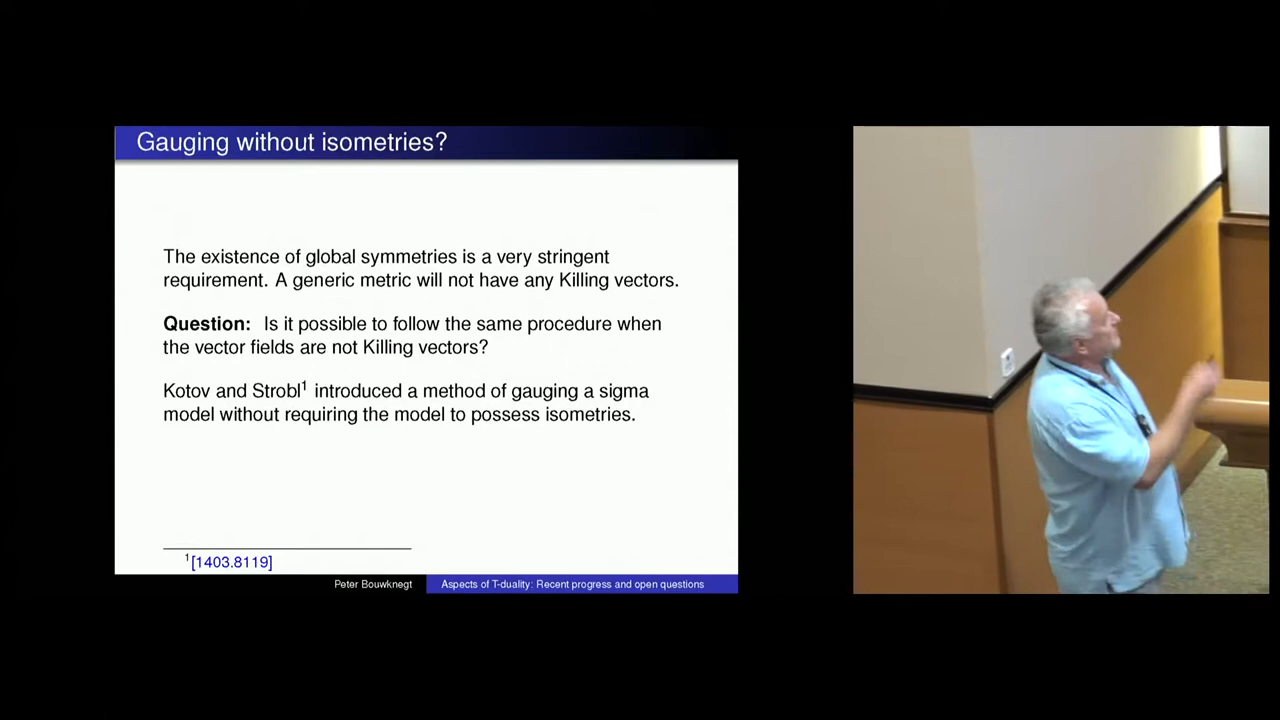 Gauging without isometries?
The existence of global symmetries is a very stringent
requirement. A generic metric will not have any Killing vectors.
Question: Is it possible to follow the same procedure when
the vector fields are not Killing vectors?
Kotov and Strobl1 introduced a method of gauging a sigma
model without requiring the model to possess isometries.
1[1403.8119]
Peter Bouwknegt
Aspects of T-duality: Recent progress and open questions